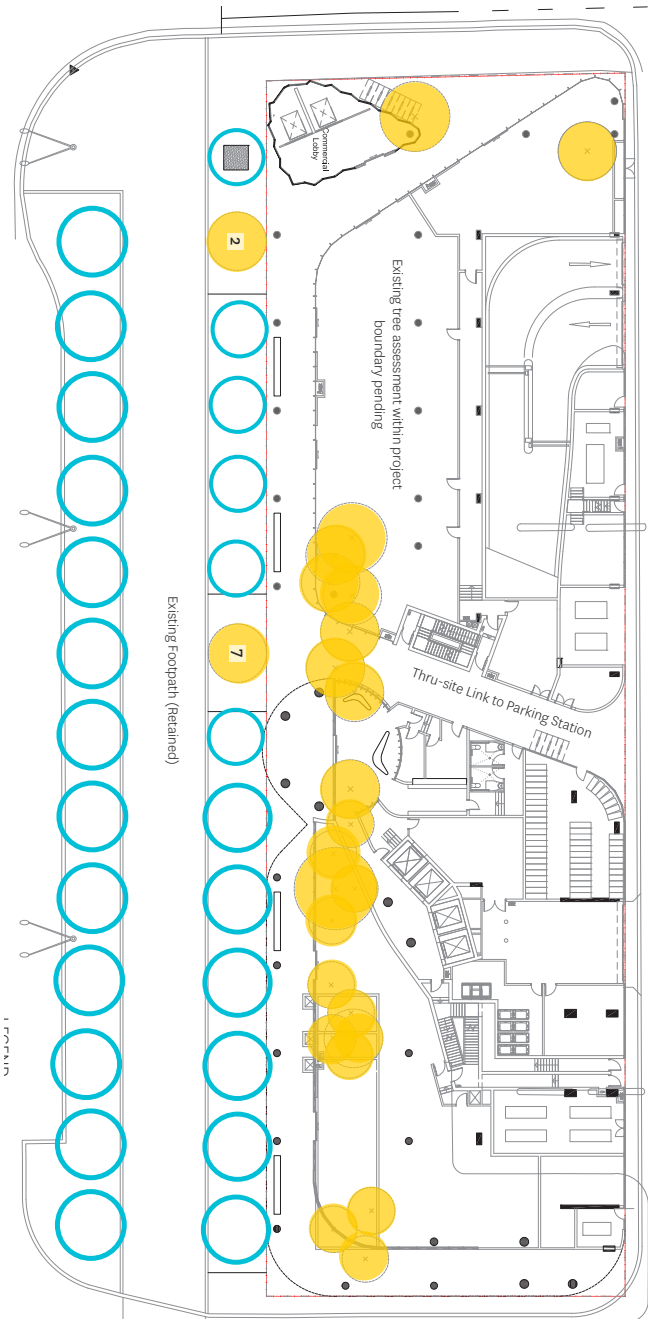 Commercial
Lobby
2
Existing tree assessment within project
boundary pending
7
Existing Footpath (Retained)
Thru-site Link to Parking Station